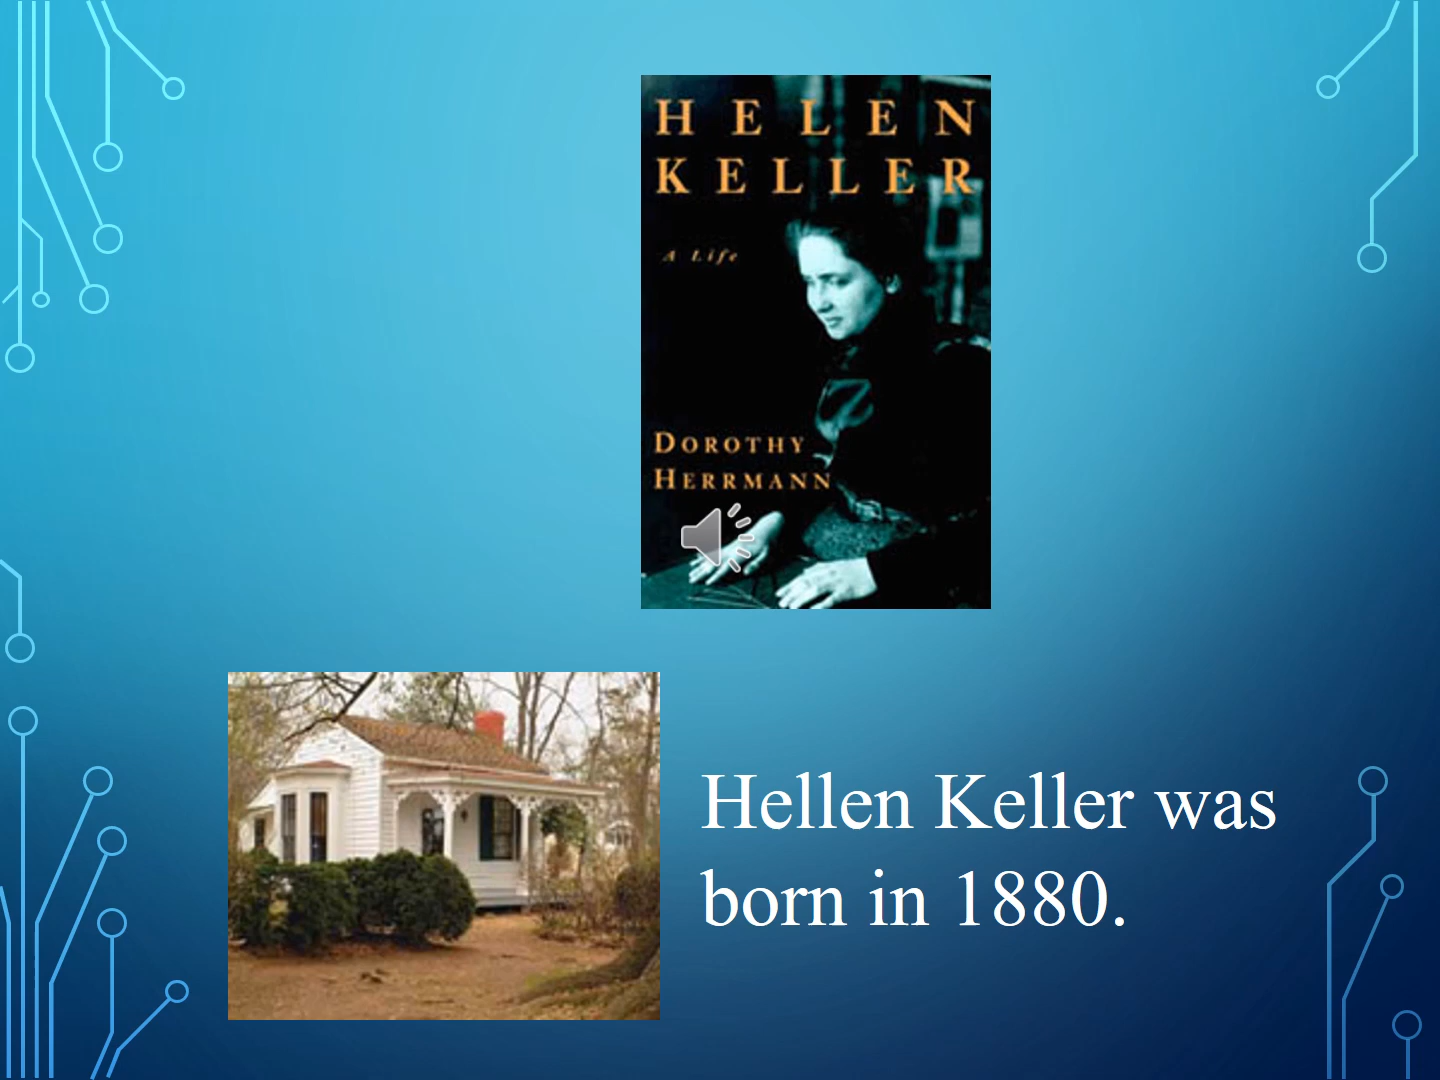 HELEN
KELLER
A Life
DOROTHY
HERRMANN
Hellen Keller was
born in 1880.